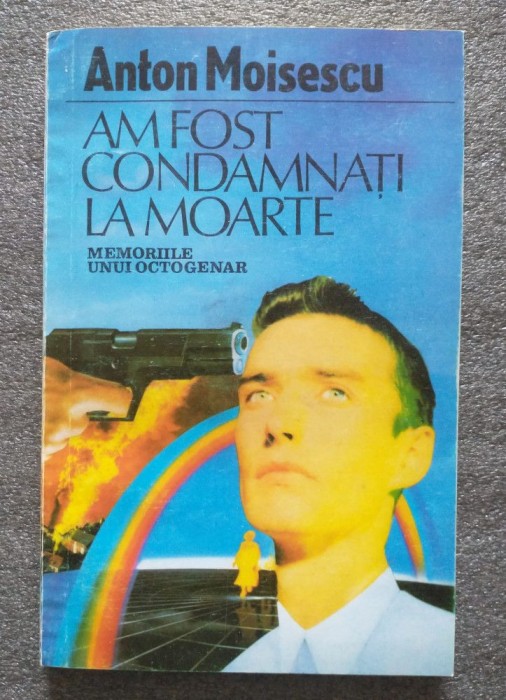 Anton Moisescu
AM FOST
CONDAMNAȚI
LA MOARTE
MEMORIILE
UNUI OCTOGENAR